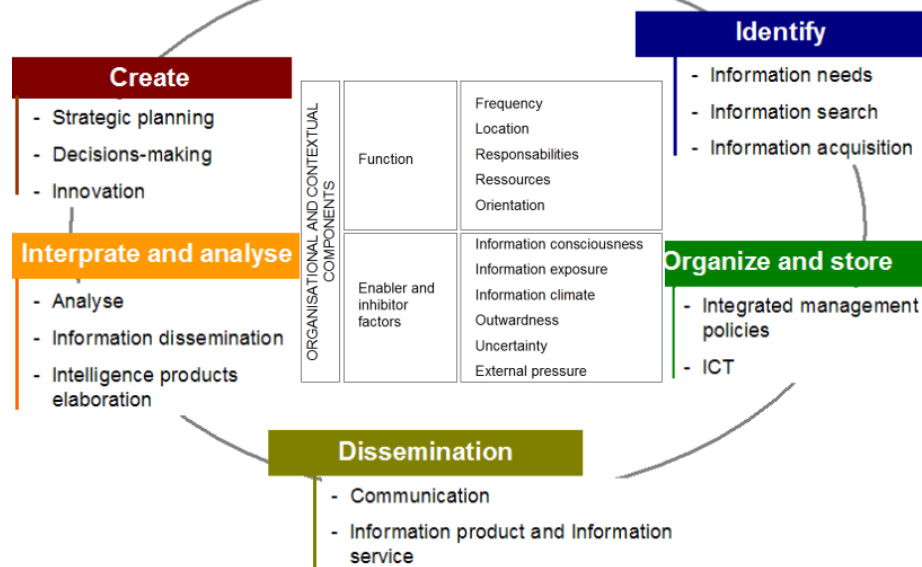 Identify
- Information needs
- Information search
- Information acquisition
Create
- Strategic planning
- Decisions-making
- Innovation
ORGANISATIONAL AND CONTEXTUAL
COMPONENTS
Function
Frequency
Location
Responsabilities
Ressources
Orientation
Enabler and
inhibitor
factors
Information consciousness
Information exposure
Information climate
Outwardness
Uncertainty
External pressure
Interprate and analyse
- Analyse
- Information dissemination
- Intelligence products
elaboration
Organize and store
- Integrated management
policies
- ICT
Dissemination
- Communication
- Information product and Information
service